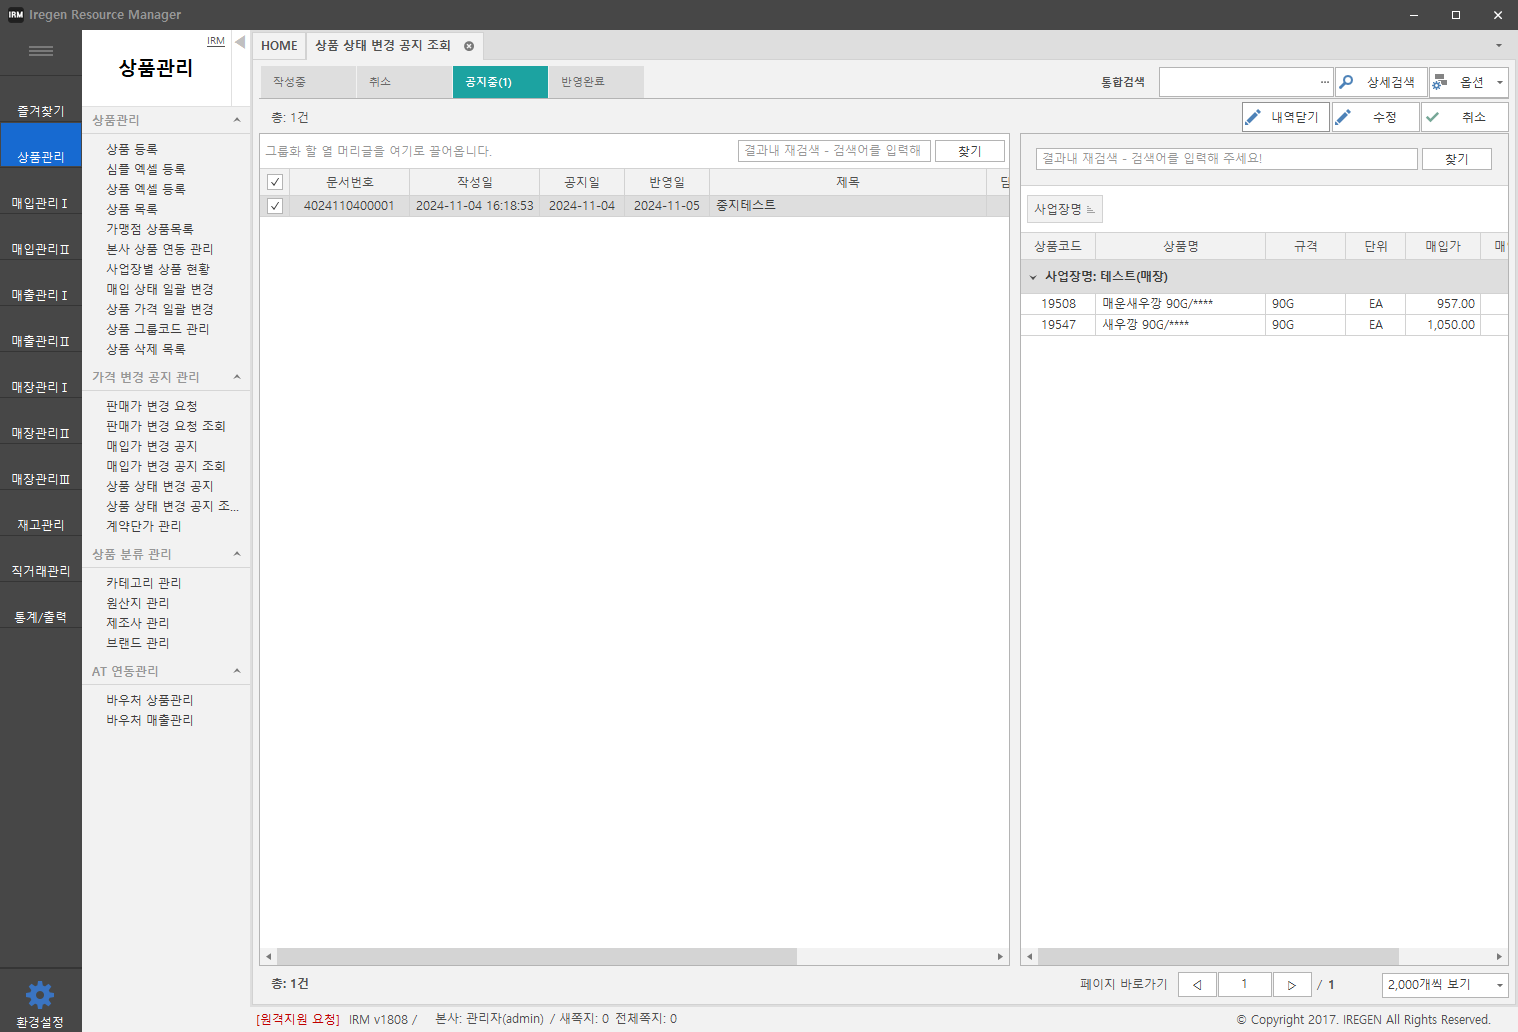 IRM Iregen Resource Manager
즐겨찾기
상품관리
매입관리Ⅰ
매입관리Ⅱ
매출관리Ⅰ
매출관리Ⅱ
매장관리Ⅰ
매장관리Ⅱ
매장관리Ⅲ
재고관리
직거래관리
통계/출력
환경설정
IRM
상품관리
상품관리
상품 등록
심플 엑셀 등록
상품 엑셀 등록
상품 목록
가맹점 상품목록
본사 상품 연동 관리
사업장별 상품 현황
매입 상태 일괄 변경
상품 가격 일괄 변경
상품 그룹코드 관리
상품 삭제 목록
가격 변경 공지 관리
판매가 변경 요청
판매가 변경 요청 조회
매입가 변경 공지
매입가 변경 공지 조회
상품 상태 변경 공지
상품 상태 변경 공지 조...
계약단가 관리
상품 분류 관리
카테고리 관리
원산지 관리
제조사 관리
브랜드 관리
AT 연동관리
바우처 상품관리
바우처 매출관리
HOME 상품 상태 변경 공지 조회
작성중 취소 공지중(1) 반영완료 통합검색 ... 상세검색 옵션
총: 1건 내역닫기 수정 취소
그룹화 할 열 머리글을 여기로 끌어옵니다. 결과내 재검색 - 검색어를 입력해 찾기
문서번호 작성일 공지일 반영일 제목
4024110400001 2024-11-04 16:18:53 2024-11-04 2024-11-05 중지테스트
결과내 재검색 - 검색어를 입력해 주세요! 찾기
사업장명
상품코드 상품명 규격 단위 매입가 매
사업장명: 테스트(매장)
19508 매운새우깡 90G/**** 90G EA 957.00
19547 새우깡 90G/**** 90G EA 1,050.00
총: 1건 페이지 바로가기 1 / 1 2,000개씩 보기
[원격지원 요청] IRM v1808 / 본사: 관리자(admin) / 새쪽지: 0 전체쪽지: 0 © Copyright 2017. IREGEN All Rights Reserved.